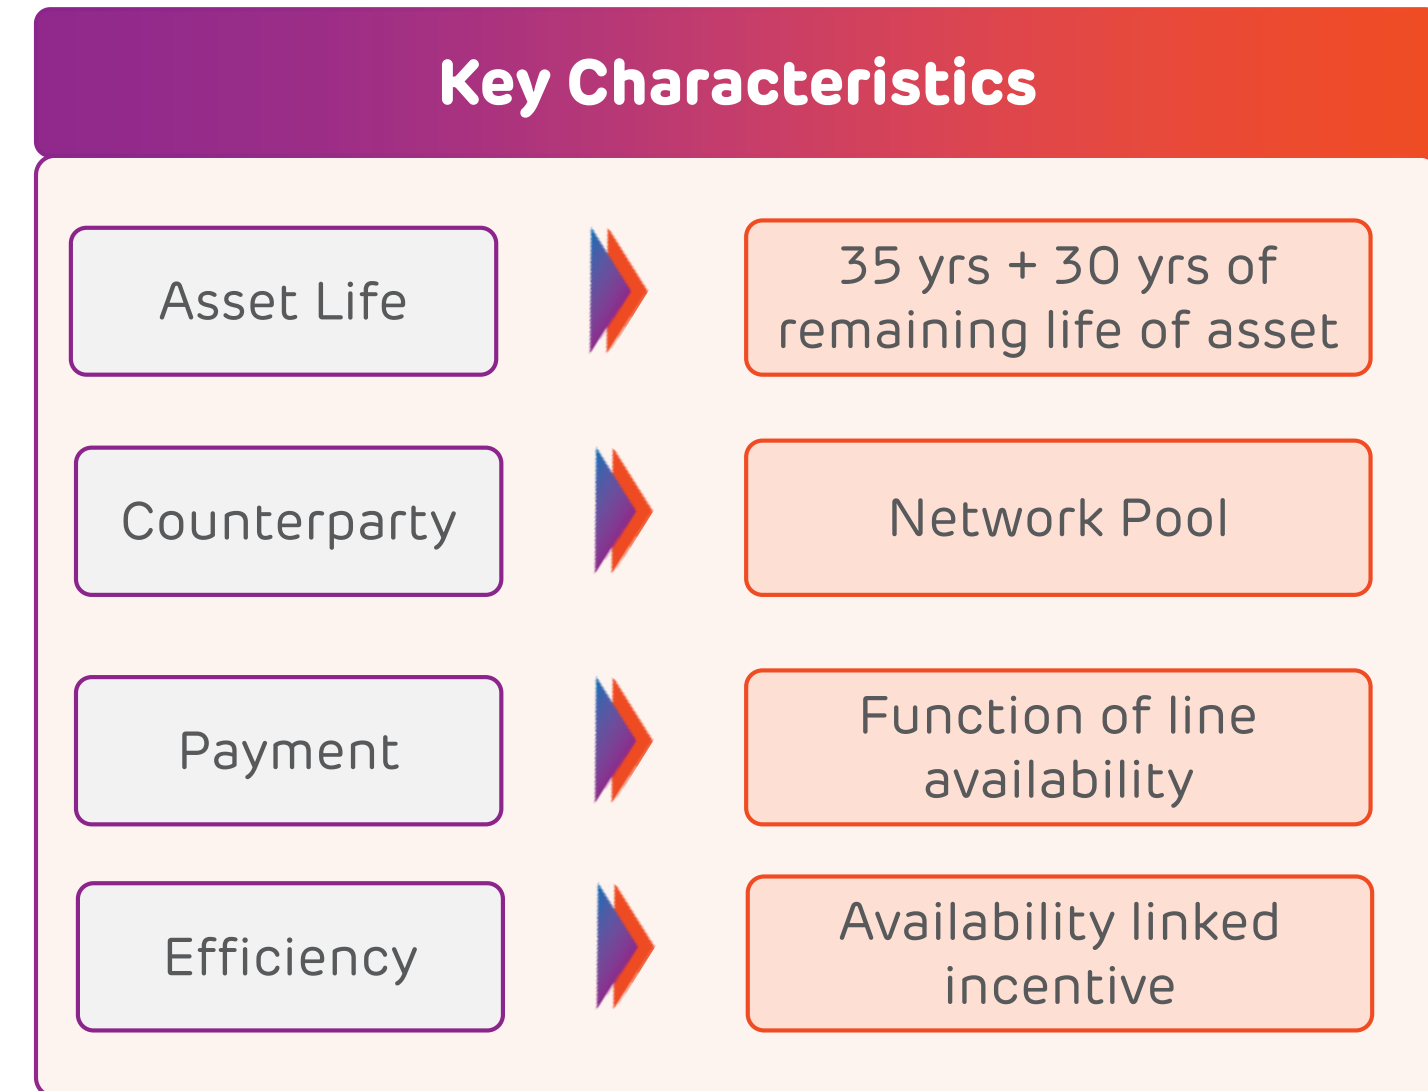 Key Characteristics
Asset Life
35 yrs + 30 yrs of
remaining life of asset
Counterparty
Network Pool
Payment
Function of line
availability
Efficiency
Availability linked
incentive